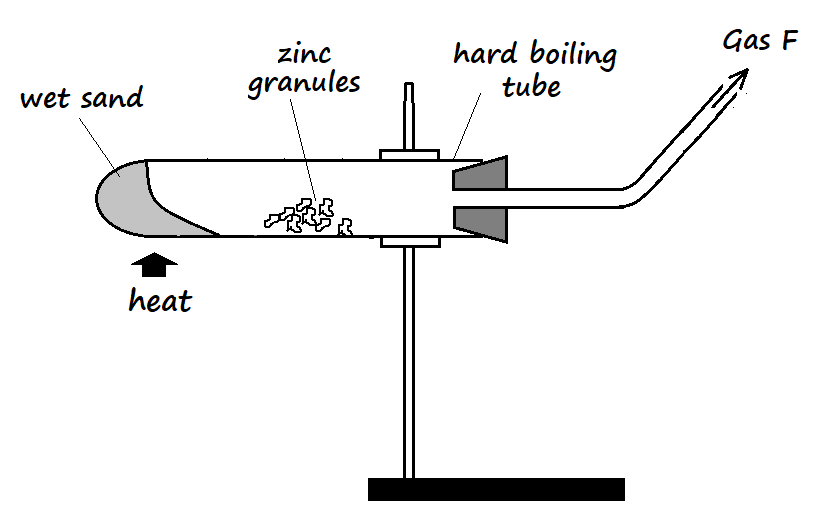 Gas F
zinc
granules
hard boiling
tube
wet sand
heat